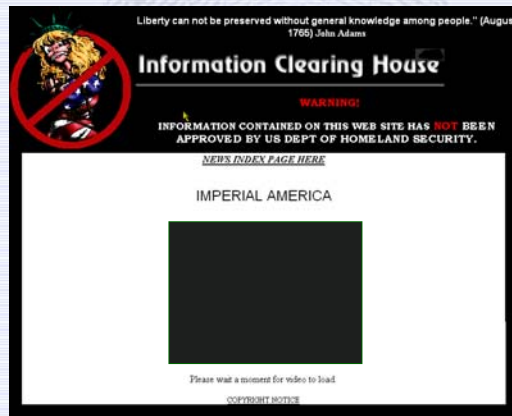 Liberty can not be preserved without general knowledge among people." (Augus
1765) John Adams
Information Clearing House
WARNING!
INFORMATION CONTAINED ON THIS WEB SITE HAS NOT BEEN
APPROVED BY US DEPT OF HOMELAND SECURITY.
NEWS INDEX PAGE HERE
IMPERIAL AMERICA
Please wait a moment for video to load
COPYRIGHT NOTICE